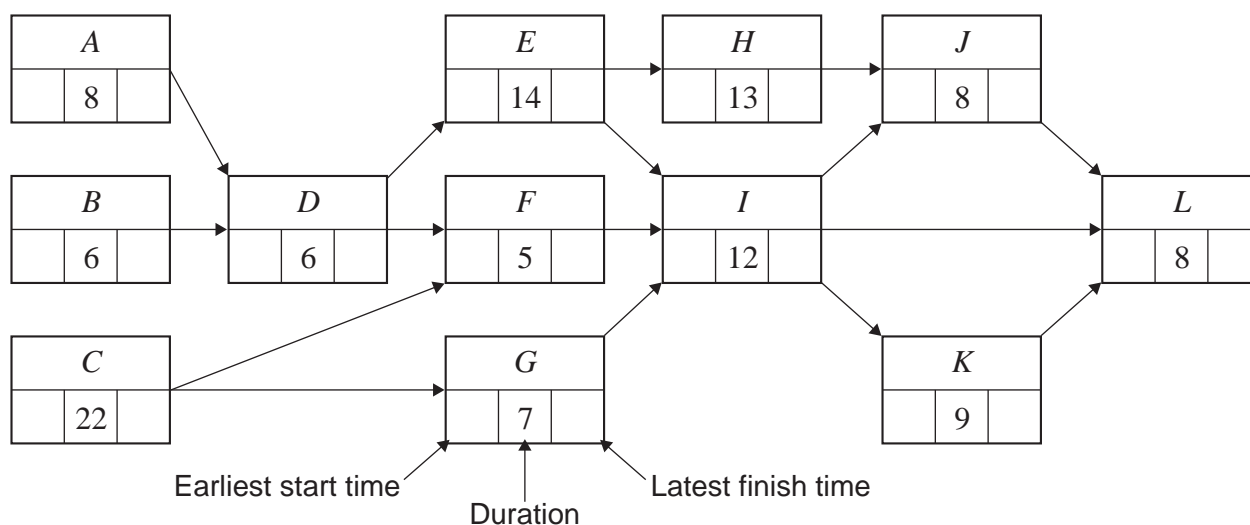 A E H J
8 14 13 8
B D F I L
6 6 5 12 8
C G K
22 7 9
Earliest start time Latest finish time
Duration